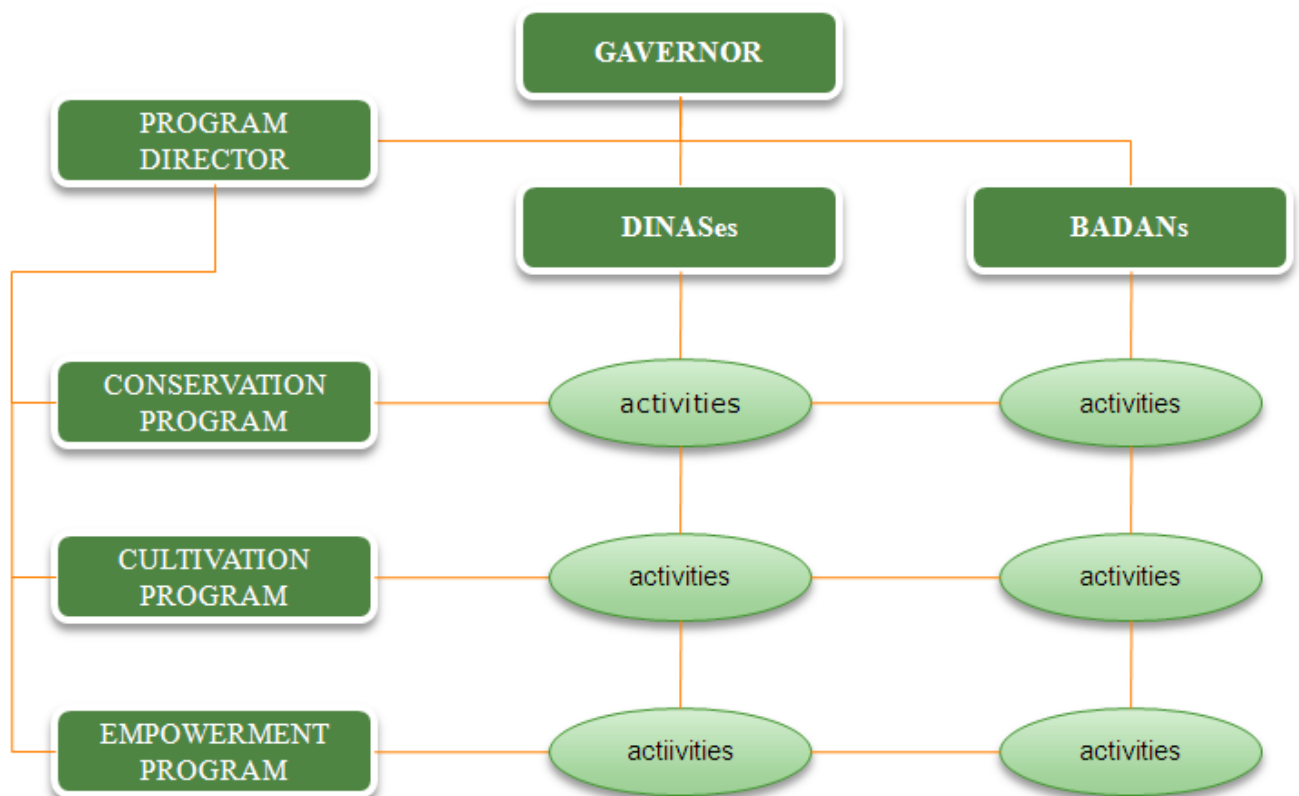 GAVERNOR
PROGRAM
DIRECTOR
DINASes
BADANs
CONSERVATION
PROGRAM
activities
activities
CULTIVATION
PROGRAM
activities
activities
EMPOWERMENT
PROGRAM
actiivities
activities